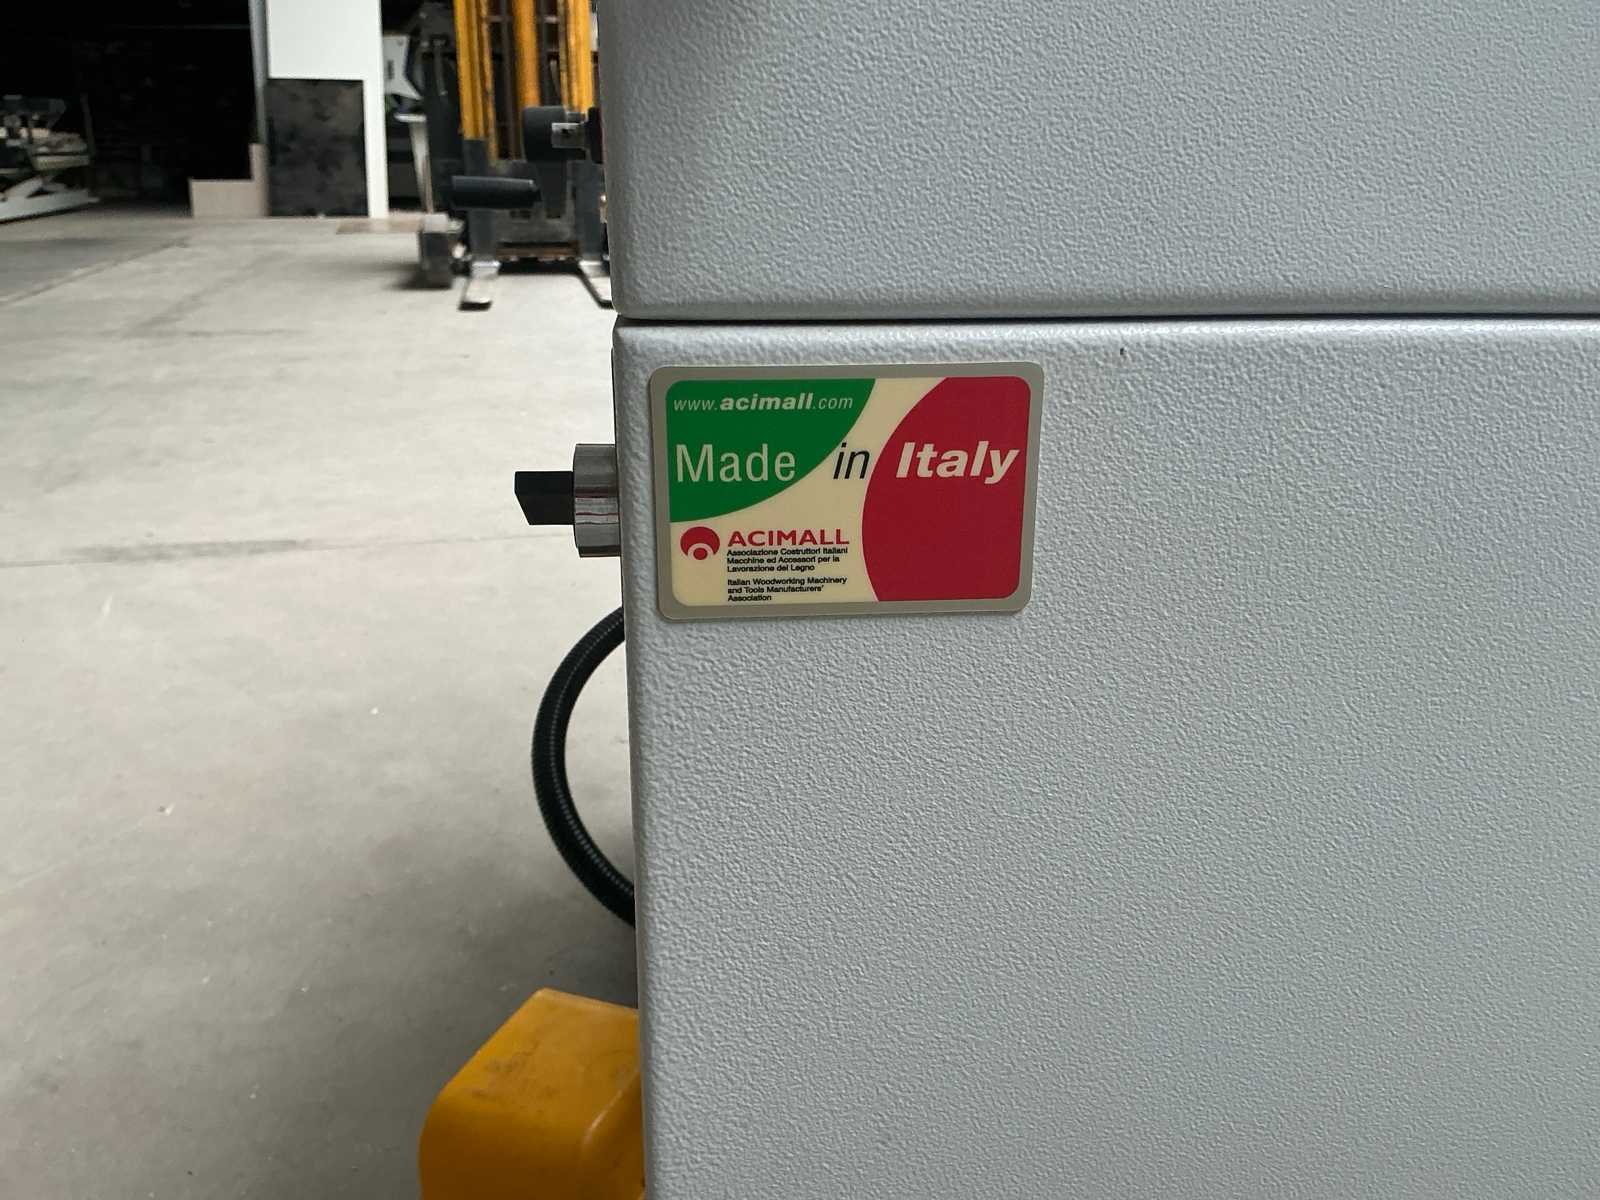 www.acimall.com
Made in Italy
ACIMALL
Associazione Costruttori Italiani
Macchine ed Accessori per la
Lavorazione del Legno
Italian Woodworking Machinery
and Tools Manufacturers'
Association